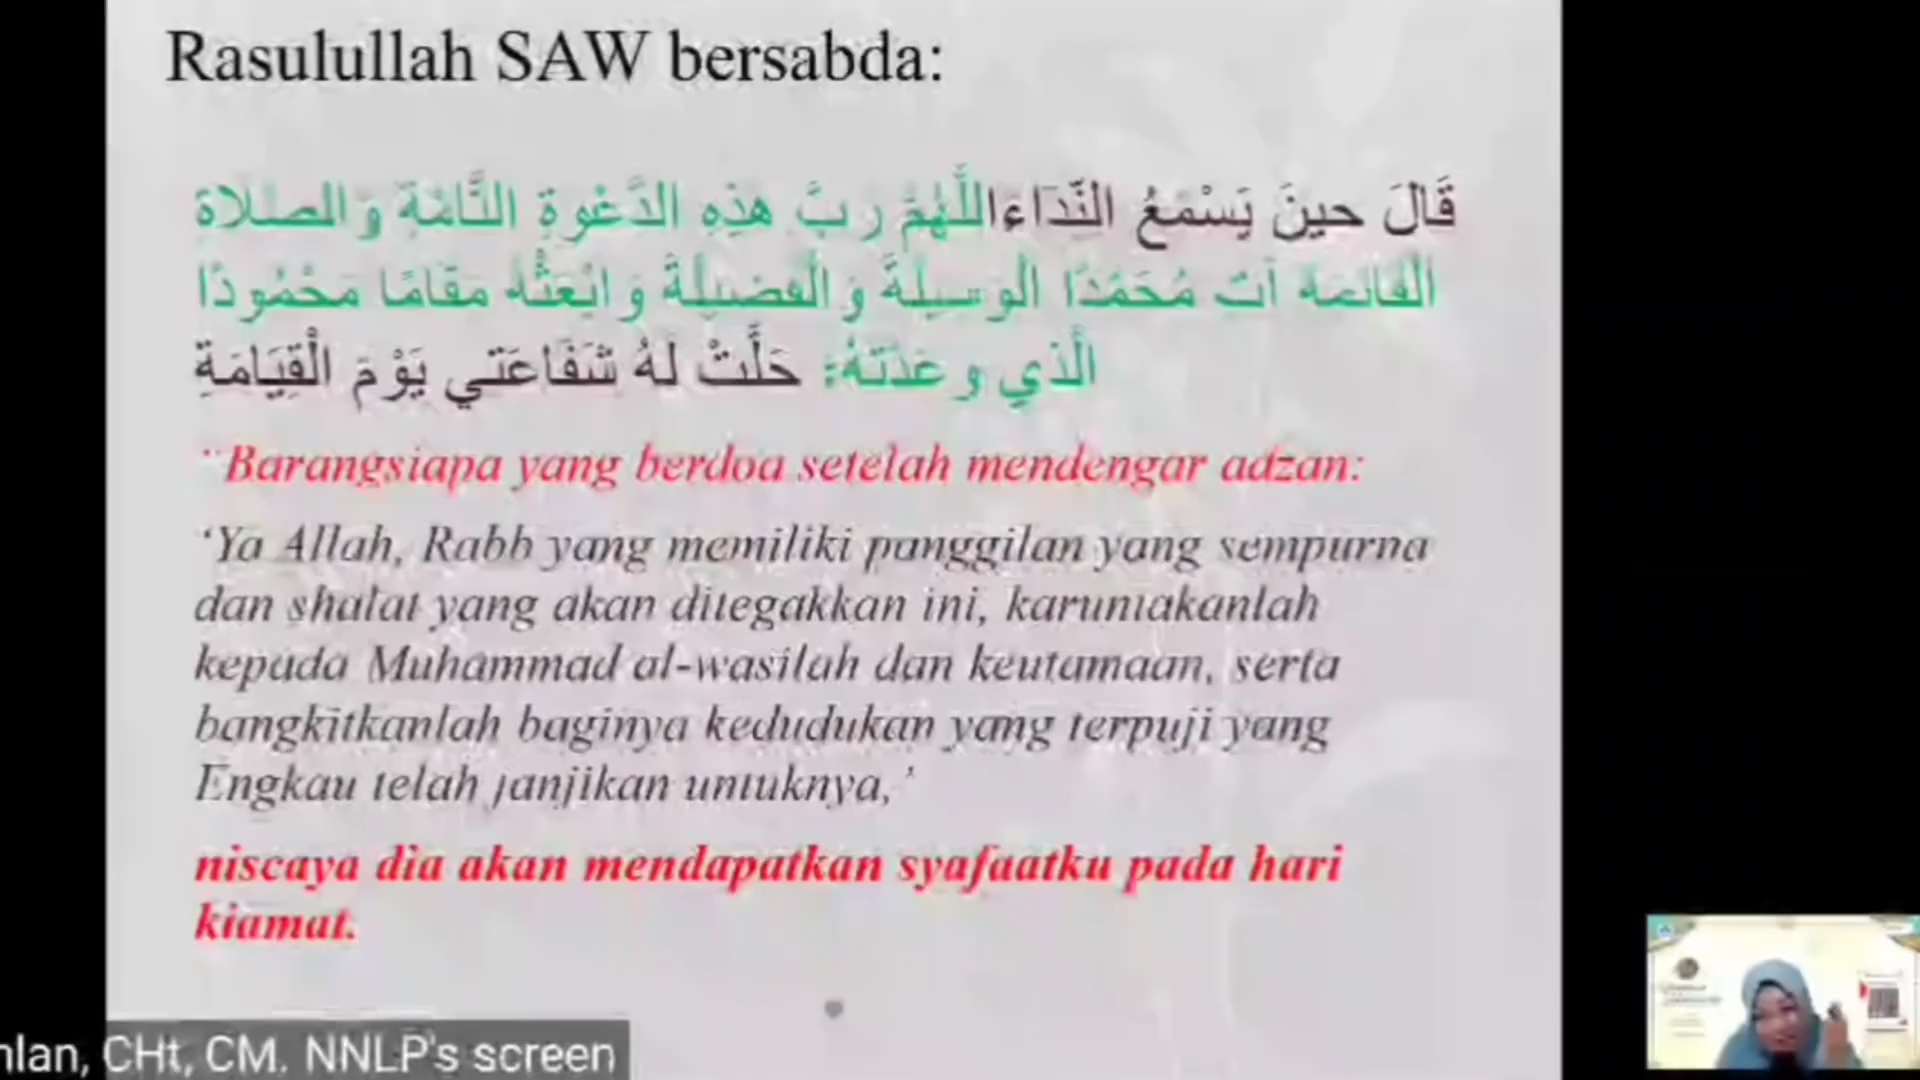 Rasulullah SAW bersabda:
قَالَ حِينَ يَسْمَعُ النِّدَاءَاللَّهُمَّ رَبَّ هَذِهِ الدَّعْوَةِ التَّامَّةِ وَالصلاةِ
الْقَائِمَةِ آتِ مُحَمَّدًا الْوَسِيلَةَ وَالْفَضِيلَةَ وَابْعَثْهُ مَقَامًا مَحْمُودًا
الَّذِي وعَدْتَهُ: حَلَّتْ لَهُ شَفَاعَتي يَوْمَ الْقِيَامَةِ
"Barangsiapa yang berdoa setelah mendengar adzan:
‘Ya Allah, Rabb yang memiliki panggilan yang sempurna
dan shalat yang akan ditegakkan ini, karuniakanlah
kepada Muhammad al-wasilah dan keutamaan, serta
bangkitkanlah baginya kedudukan yang terpuji yang
Engkau telah janjikan untuknya,’
niscaya dia akan mendapatkan syafaatku pada hari
kiamat.
CHt, CM. NNLP's screen